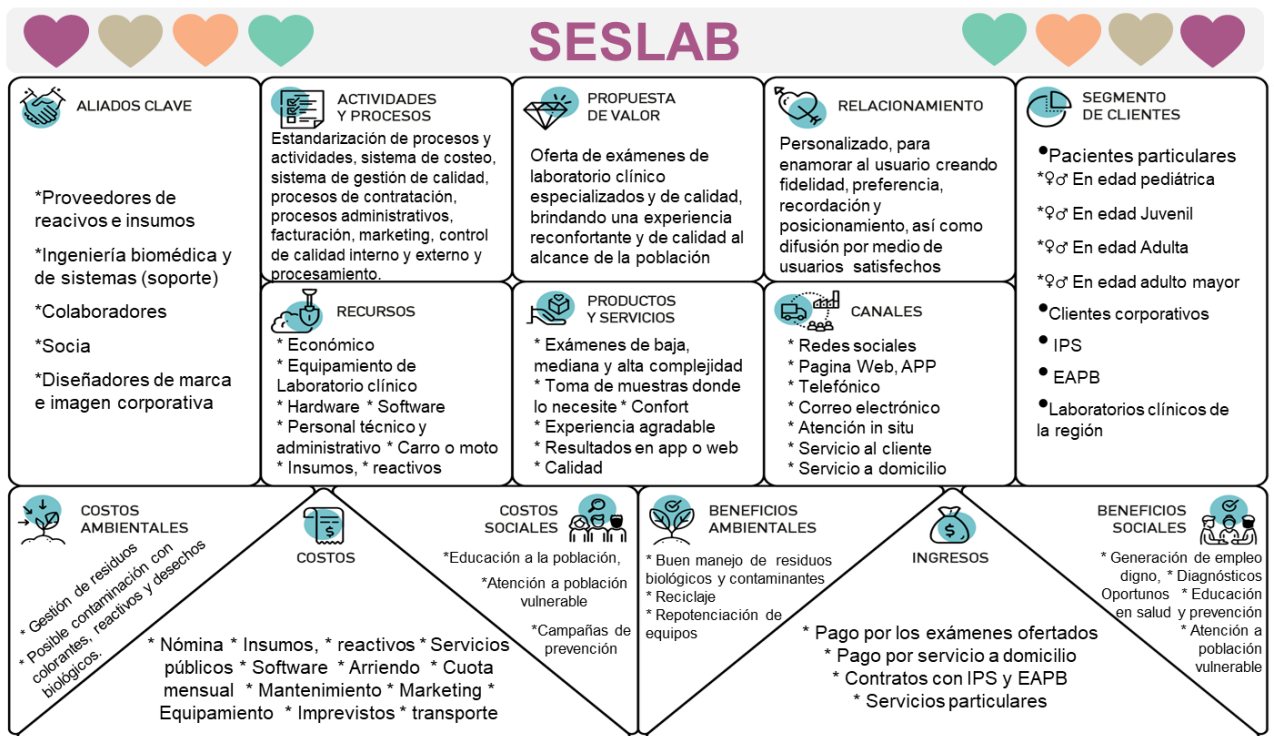 SESLAB
ALIADOS CLAVE
*Proveedores de
reacivos e insumos
*Ingeniería biomédica y
de sistemas (soporte)
*Colaboradores
*Socia
*Diseñadores de marca
e imagen corporativa
ACTIVIDADES
Y PROCESOS
Estandarización de procesos y
actividades, sistema de costeo,
sistema de gestión de calidad,
procesos de contratación,
procesos administrativos,
facturación, marketing, control
de calidad interno y externo y
procesamiento.
RECURSOS
* Económico
* Equipamiento de
Laboratorio clínico
* Hardware * Software
* Personal técnico y
administrativo * Carro o moto
* Insumos, * reactivos
PROPUESTA
DE VALOR
Oferta de exámenes de
laboratorio clínico
especializados y de calidad,
brindando una experiencia
reconfortante y de calidad al
alcance de la población
PRODUCTOS
Y SERVICIOS
* Exámenes de baja,
mediana y alta complejidad
* Toma de muestras donde
lo necesite * Confort
* Experiencia agradable
* Resultados en app o web
* Calidad
RELACIONAMIENTO
Personalizado, para
enamorar al usuario creando
fidelidad, preferencia,
recordación y
posicionamiento, así como
difusión por medio de
usuarios satisfechos
CANALES
* Redes sociales
* Pagina Web, APP
* Telefónico
* Correo electrónico
* Atención in situ
* Servicio al cliente
* Servicio a domicilio
SEGMENTO
DE CLIENTES
•Pacientes particulares
*♀♂ En edad pediátrica
*♀♂ En edad Juvenil
*♀♂ En edad Adulta
*♀♂ En edad adulto mayor
•Clientes corporativos
• IPS
• EAPB
•Laboratorios clínicos de
la región
COSTOS
AMBIENTALES
* Gestión de residuos
* Posible contaminación con
colorantes, reactivos y desechos
biológicos.
COSTOS
* Nómina * Insumos, * reactivos * Servicios
públicos * Software * Arriendo * Cuota
mensual * Mantenimiento * Marketing *
Equipamiento * Imprevistos * transporte
COSTOS
SOCIALES
*Educación a la población,
*Atención a población
vulnerable
*Campañas de
prevención
BENEFICIOS
AMBIENTALES
* Buen manejo de residuos
biológicos y contaminantes
* Reciclaje
* Repotenciación de
equipos
INGRESOS
* Pago por los exámenes ofertados
* Pago por servicio a domicilio
* Contratos con IPS y EAPB
* Servicios particulares
BENEFICIOS
SOCIALES
* Generación de empleo
digno, * Diagnósticos
Oportunos * Educación
en salud y prevención
* Atención a
población
vulnerable